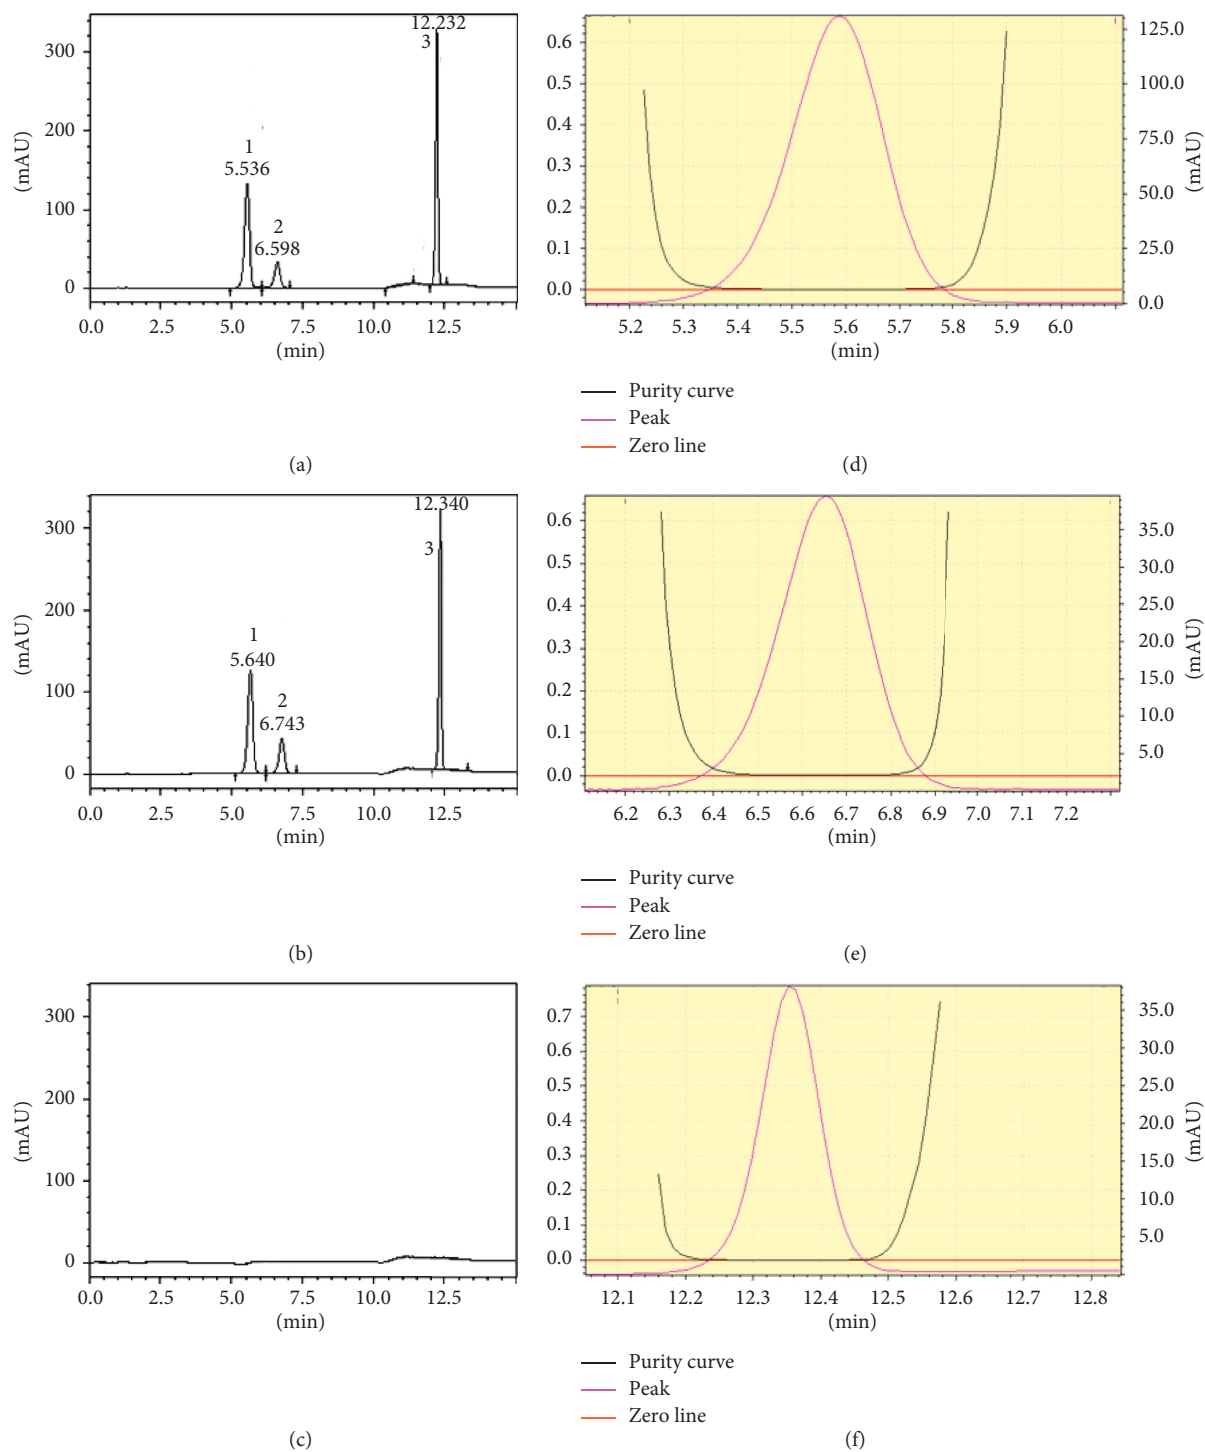 12.232
3
300
200
100
0
1
5.536
2
6.598
(mAU)
0.0 2.5 5.0 7.5 10.0 12.5
(min)
(a)
0.6
0.5
0.4
0.3
0.2
0.1
0.0
125.0
100.0
75.0
50.0
25.0
0.0
(mAU)
5.2 5.3 5.4 5.5 5.6 5.7 5.8 5.9 6.0
(min)
Purity curve
Peak
Zero line
(d)
12.340
3
300
200
100
0
1
5.640
2
6.743
(mAU)
0.0 2.5 5.0 7.5 10.0 12.5
(min)
(b)
0.6
0.5
0.4
0.3
0.2
0.1
0.0
35.0
30.0
25.0
20.0
15.0
10.0
5.0
(mAU)
6.2 6.3 6.4 6.5 6.6 6.7 6.8 6.9 7.0 7.1 7.2
(min)
Purity curve
Peak
Zero line
(e)
300
200
100
0
(mAU)
0.0 2.5 5.0 7.5 10.0 12.5
(min)
(c)
0.7
0.6
0.5
0.4
0.3
0.2
0.1
0.0
35.0
30.0
25.0
20.0
15.0
10.0
5.0
(mAU)
12.1 12.2 12.3 12.4 12.5 12.6 12.7 12.8
(min)
Purity curve
Peak
Zero line
(f)